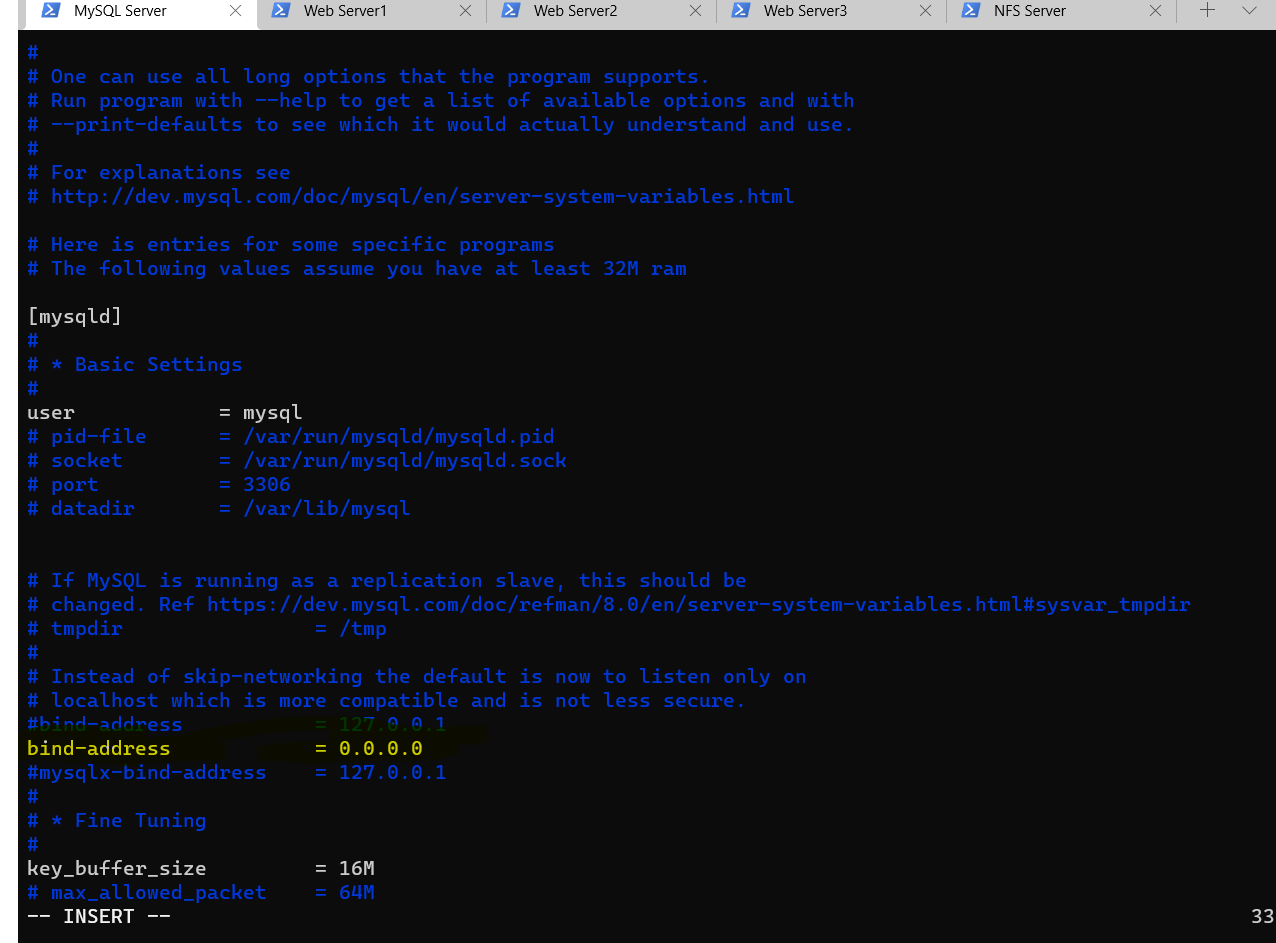 MySQL Server Web Server1 Web Server2 Web Server3 NFS Server
#
# One can use all long options that the program supports.
# Run program with --help to get a list of available options and with
# --print-defaults to see which it would actually understand and use.
#
# For explanations see
# http://dev.mysql.com/doc/mysql/en/server-system-variables.html
# Here is entries for some specific programs
# The following values assume you have at least 32M ram
[mysqld]
#
# * Basic Settings
#
user = mysql
# pid-file = /var/run/mysqld/mysqld.pid
# socket = /var/run/mysqld/mysqld.sock
# port = 3306
# datadir = /var/lib/mysql
# If MySQL is running as a replication slave, this should be
# changed. Ref https://dev.mysql.com/doc/refman/8.0/en/server-system-variables.html#sysvar_tmpdir
# tmpdir = /tmp
#
# Instead of skip-networking the default is now to listen only on
# localhost which is more compatible and is not less secure.
#bind-address = 127.0.0.1
bind-address = 0.0.0.0
#mysqlx-bind-address = 127.0.0.1
#
# * Fine Tuning
#
key_buffer_size = 16M
# max_allowed_packet = 64M
-- INSERT -- 33